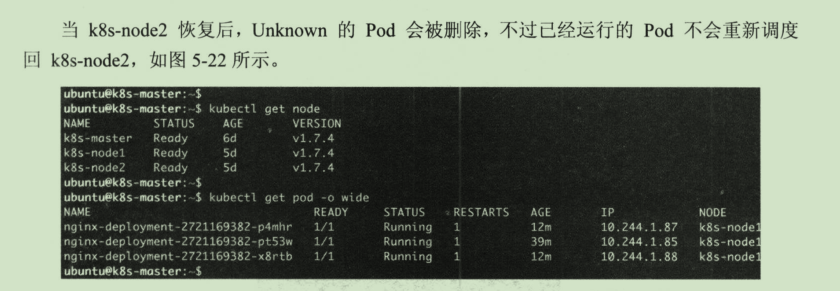 当 k8s-node2 恢复后，Unknown 的 Pod 会被删除，不过已经运行的 Pod 不会重新调度
回 k8s-node2，如图 5-22 所示。
ubuntu@k8s-master:~$
ubuntu@k8s-master:~$ kubectl get node
NAME STATUS AGE VERSION
k8s-master Ready 6d v1.7.4
k8s-node1 Ready 5d v1.7.4
k8s-node2 Ready 5d v1.7.4
ubuntu@k8s-master:~$
ubuntu@k8s-master:~$ kubectl get pod -o wide
NAME READY STATUS RESTARTS AGE IP NODE
nginx-deployment-2721169382-p4mhr 1/1 Running 1 12m 10.244.1.87 k8s-node1
nginx-deployment-2721169382-pt53w 1/1 Running 1 39m 10.244.1.85 k8s-node1
nginx-deployment-2721169382-x8rtb 1/1 Running 1 12m 10.244.1.88 k8s-node1
ubuntu@k8s-master:~$